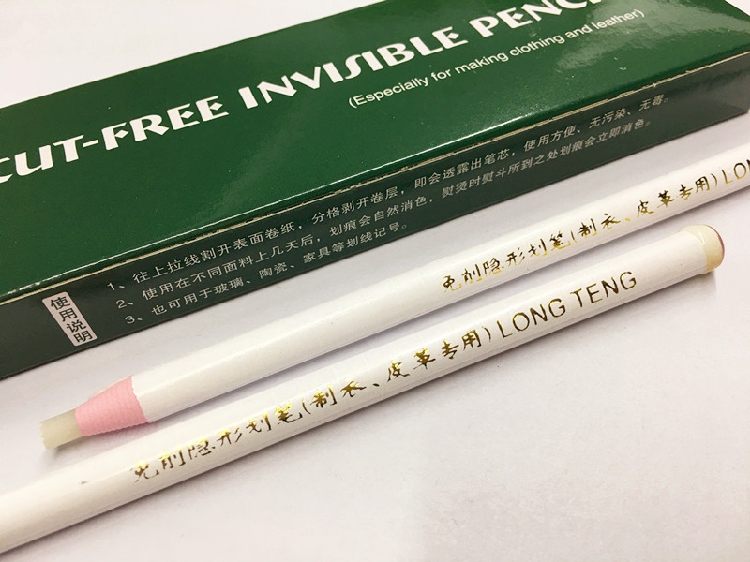 CUT-FREE INVISIBLE PENC
(Especially for making clothing and leather)
使用说明
1、往上拉线割开表面卷纸，分格剥开卷层，即会透露出笔芯，使用方便、无污染、无毒。
2、使用在不同面料上几天后，划痕会自然消色，熨烫时熨斗所到之处划痕会立即消色。
3、也可用于玻璃、陶瓷、家具等划线记号。
免削隐形划笔(制衣、皮革专用) LON
免削隐形划笔(制衣、皮革专用) LONG TENG